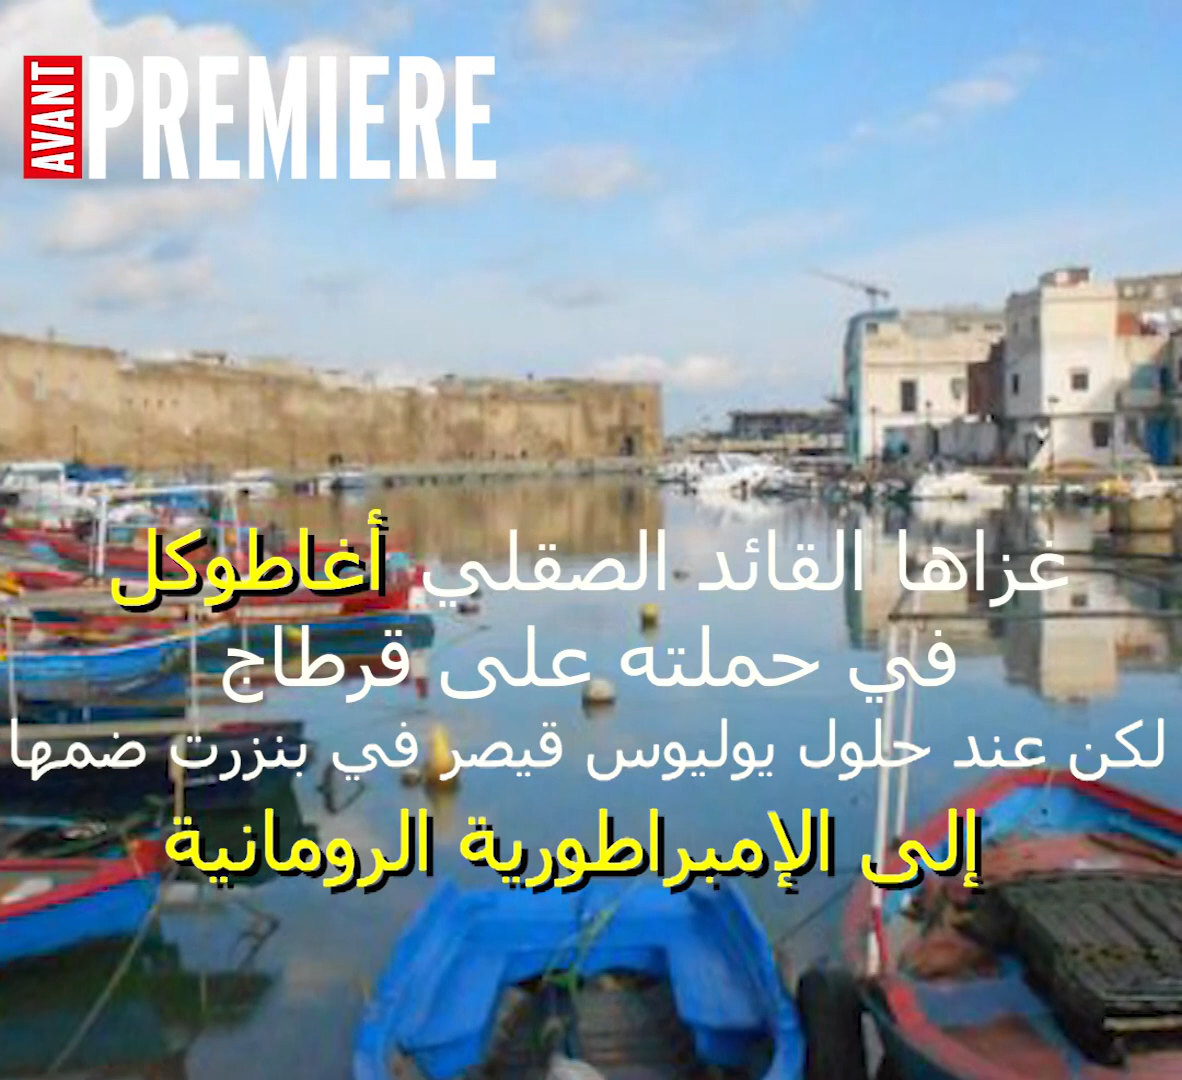 AVANT
PREMIERE
غزاها القائد الصقلي أغاطوكل
في حملته على قرطاج
لكن عند حلول يوليوس قيصر في بنزرت ضمها
إلى الإمبراطورية الرومانية